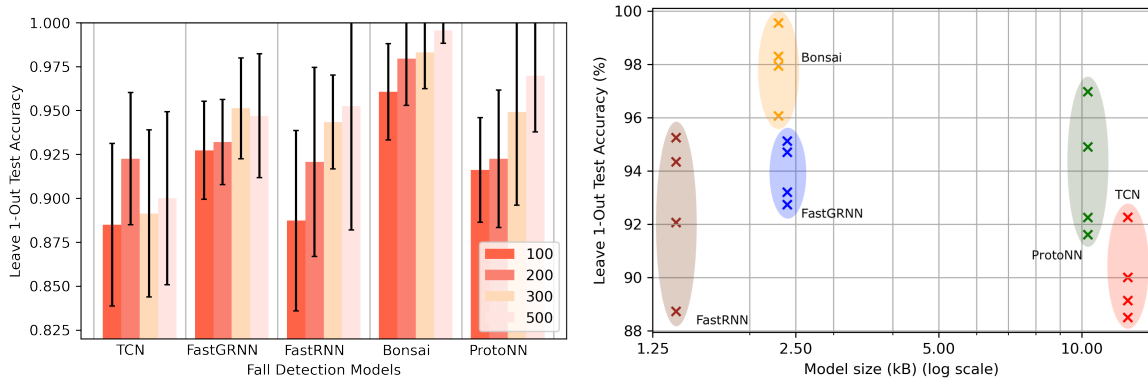 Leave 1-Out Test Accuracy
1.000
0.975
0.950
0.925
0.900
0.875
0.850
0.825
100
200
300
500
TCN FastGRNN FastRNN Bonsai ProtoNN
Fall Detection Models
Leave 1-Out Test Accuracy (%)
100
98
96
94
92
90
88
Bonsai
FastGRNN
TCN
ProtoNN
FastRNN
1.25 2.50 5.00 10.00
Model size (kB) (log scale)